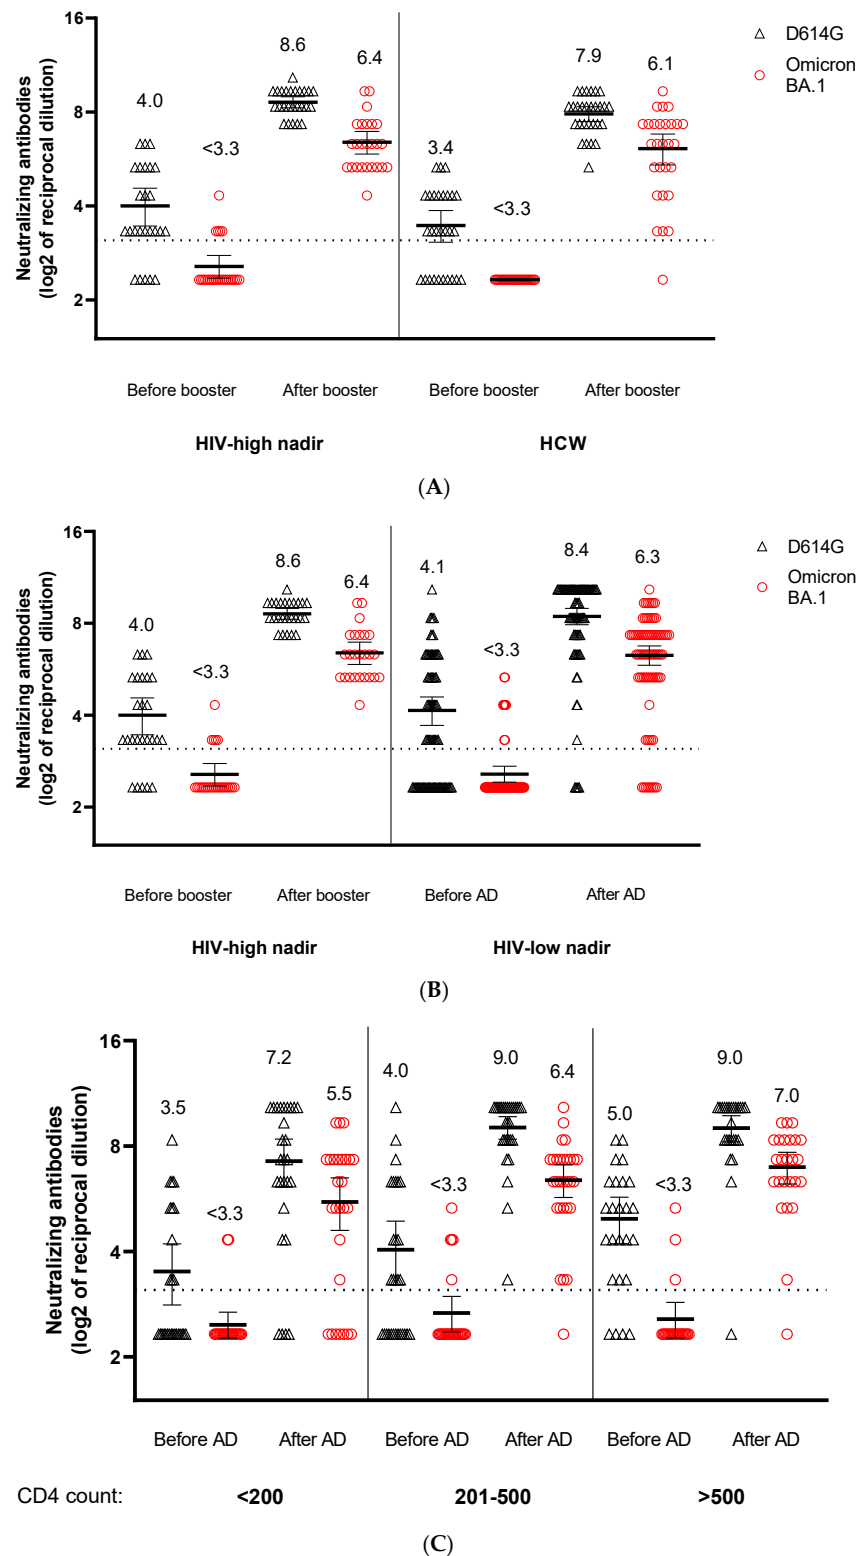 16
8
4
2
Neutralizing antibodies
(log2 of reciprocal dilution)
4.0
<3.3
8.6
6.4
3.4
<3.3
7.9
6.1
D614G
Omicron
BA.1
Before booster
After booster
Before booster
After booster
HIV-high nadir
HCW
(A)
16
8
4
2
Neutralizing antibodies
(log2 of reciprocal dilution)
4.0
<3.3
8.6
6.4
4.1
<3.3
8.4
6.3
D614G
Omicron
BA.1
Before booster
After booster
Before AD
After AD
HIV-high nadir
HIV-low nadir
(B)
16
8
4
2
Neutralizing antibodies
(log2 of reciprocal dilution)
3.5
<3.3
7.2
5.5
4.0
<3.3
9.0
6.4
5.0
<3.3
9.0
7.0
Before AD
After AD
Before AD
After AD
Before AD
After AD
CD4 count:
<200
201-500
>500
(C)